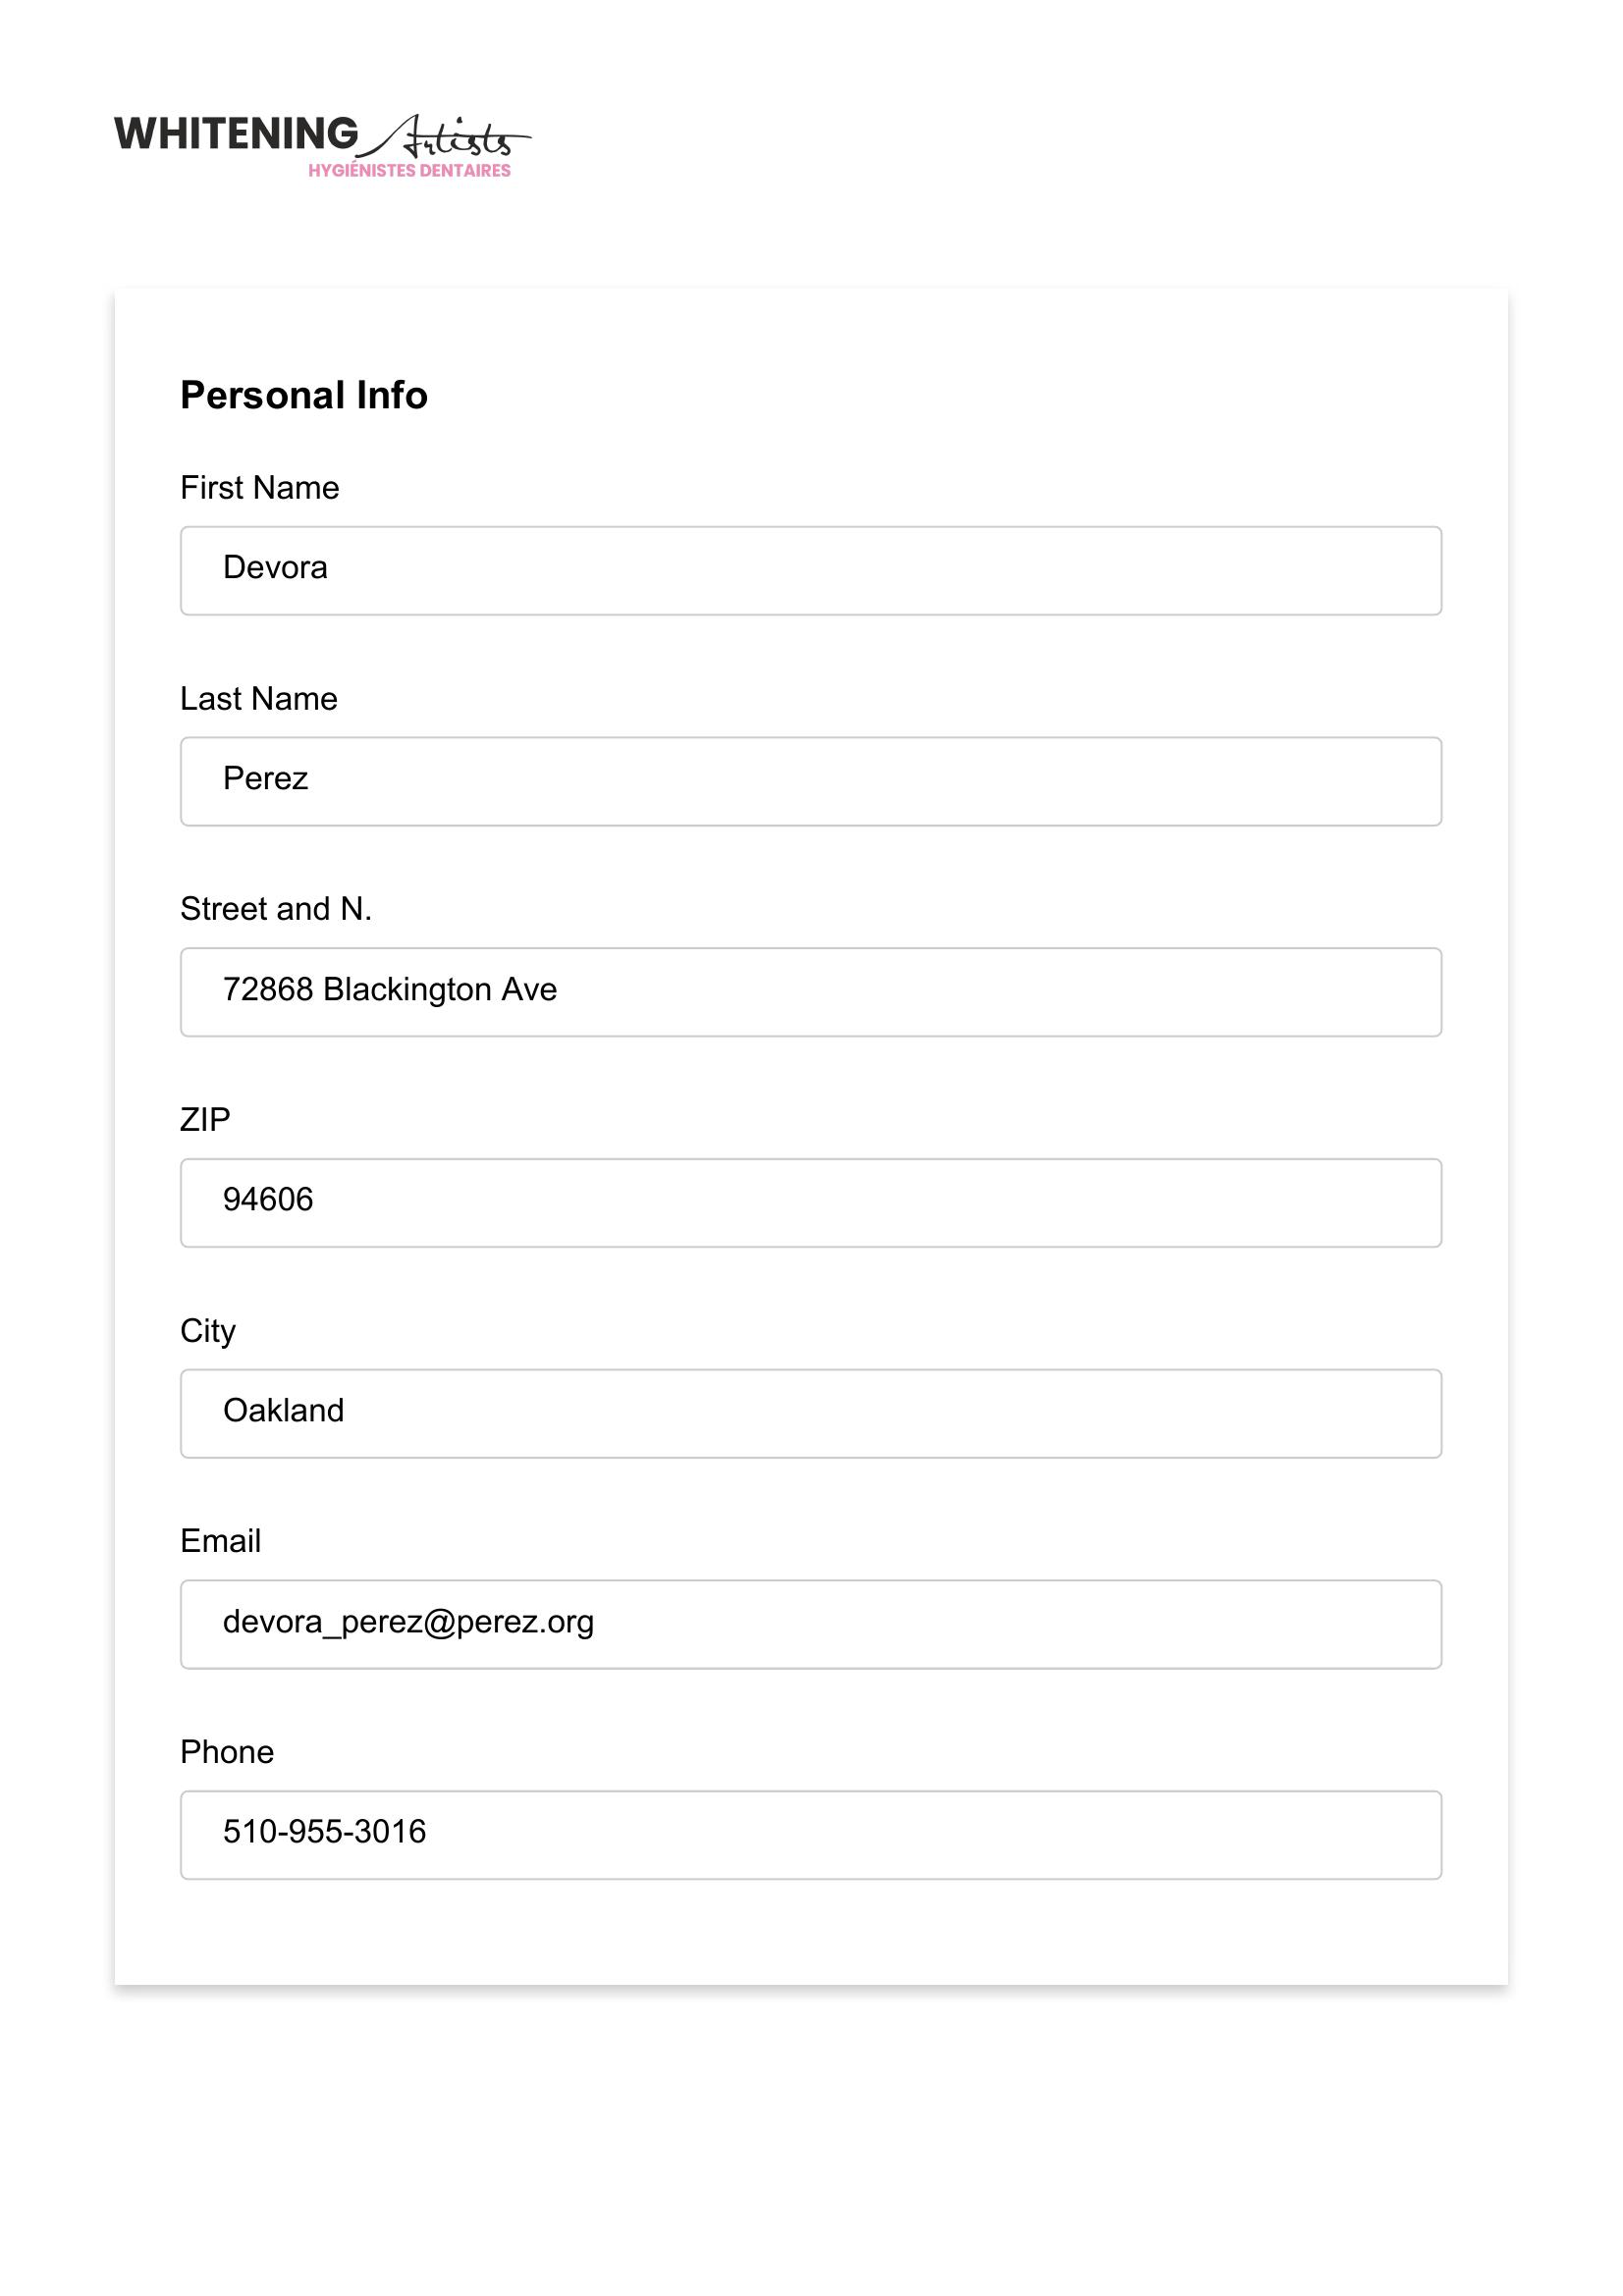 WHITENING Artists
HYGIÉNISTES DENTAIRES
Personal Info
First Name
Devora
Last Name
Perez
Street and N.
72868 Blackington Ave
ZIP
94606
City
Oakland
Email
devora_perez@perez.org
Phone
510-955-3016